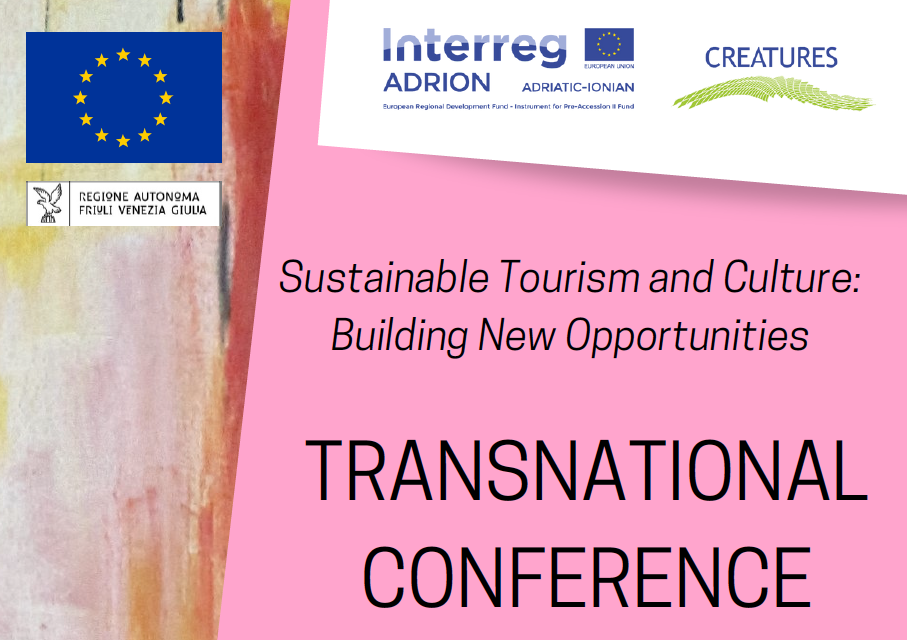 Interreg
EUROPEAN UNION
ADRION ADRIATIC-IONIAN
European Regional Development Fund - Instrument for Pre-Accession II Fund
CREATURES
REGIONE AUTONOMA
FRIULI VENEZIA GIULIA
Sustainable Tourism and Culture:
Building New Opportunities
TRANSNATIONAL
CONFERENCE